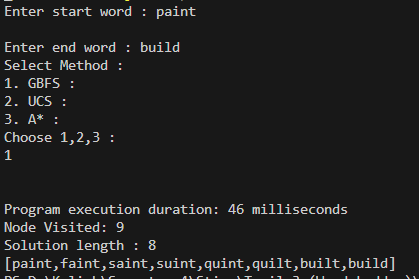 Enter start word : paint
Enter end word : build
Select Method :
1. GBFS :
2. UCS :
3. A* :
Choose 1,2,3 :
1
Program execution duration: 46 milliseconds
Node Visited: 9
Solution length : 8
[paint,faint,saint,suint,quint,quilt,built,build]